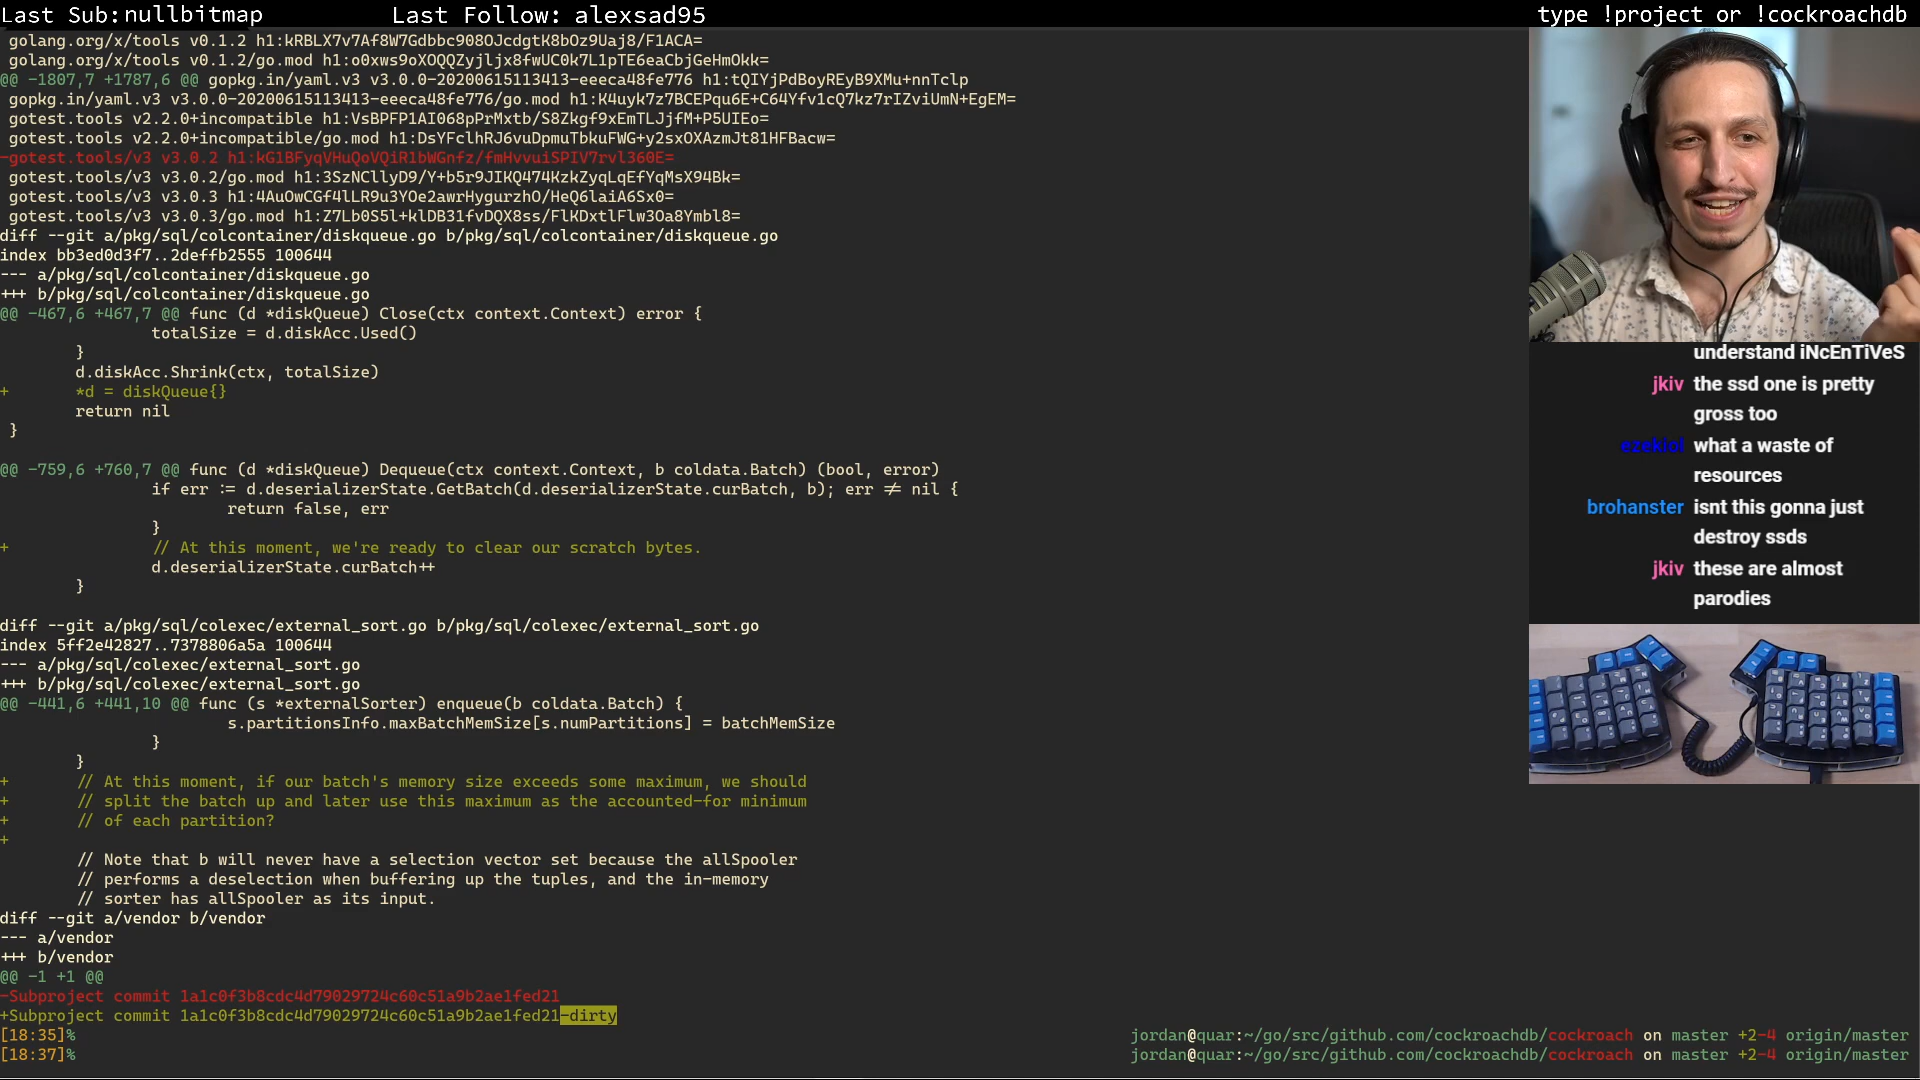 Last Sub:nullbitmap
Last Follow: alexsad95
type !project or !cockroachdb
golang.org/x/tools v0.1.2 h1:kRBLX7v7Af8W7Gdbbc908OJcdgtK8bOz9Uaj8/F1ACA=
golang.org/x/tools v0.1.2/go.mod h1:o0xws9oXOQQZyjljx8fwUC0k7L1pTE6eaCbjGeHmOkk=
@@ -1807,7 +1787,6 @@ gopkg.in/yaml.v3 v3.0.0-20200615113413-eeeca48fe776 h1:tQIYjPdBoyREyB9XMu+nnTclp
gopkg.in/yaml.v3 v3.0.0-20200615113413-eeeca48fe776/go.mod h1:K4uyk7z7BCEPqu6E+C64Yfv1cQ7kz7rIZviUmN+EgEM=
gotest.tools v2.2.0+incompatible h1:VsBPFP1AI068pPrMxtb/S8Zkgf9xEmTLJjfM+P5UIEo=
gotest.tools v2.2.0+incompatible/go.mod h1:DsYFclhRJ6vuDpmuTbkuFWG+y2sxOXAzmJt81HFBacw=
-gotest.tools/v3 v3.0.2 h1:kG1BFyqVHuQoVQiR1bWGnfz/fmHvvuiSPIV7rvl360E=
gotest.tools/v3 v3.0.2/go.mod h1:3SzNCllyD9/Y+b5r9JIKQ474KzkZyqLqEfYqMsX94Bk=
gotest.tools/v3 v3.0.3 h1:4AuOwCGf4lLR9u3YOe2awrHygurzhO/HeQ6laiA6Sx0=
gotest.tools/v3 v3.0.3/go.mod h1:Z7Lb0S5l+klDB31fvDQX8ss/FlKDxtlFlw3Oa8Ymbl8=
diff --git a/pkg/sql/colcontainer/diskqueue.go b/pkg/sql/colcontainer/diskqueue.go
index bb3ed0d3f7..2deffb2555 100644
--- a/pkg/sql/colcontainer/diskqueue.go
+++ b/pkg/sql/colcontainer/diskqueue.go
@@ -467,6 +467,7 @@ func (d *diskQueue) Close(ctx context.Context) error {
totalSize = d.diskAcc.Used()
}
d.diskAcc.Shrink(ctx, totalSize)
+ *d = diskQueue{}
return nil
}
@@ -759,6 +760,7 @@ func (d *diskQueue) Dequeue(ctx context.Context, b coldata.Batch) (bool, error)
if err := d.deserializerState.GetBatch(d.deserializerState.curBatch, b); err != nil {
return false, err
}
+ // At this moment, we're ready to clear our scratch bytes.
d.deserializerState.curBatch++
}
diff --git a/pkg/sql/colexec/external_sort.go b/pkg/sql/colexec/external_sort.go
index 5ff2e42827..7378806a5a 100644
--- a/pkg/sql/colexec/external_sort.go
+++ b/pkg/sql/colexec/external_sort.go
@@ -441,6 +441,10 @@ func (s *externalSorter) enqueue(b coldata.Batch) {
s.partitionsInfo.maxBatchMemSize[s.numPartitions] = batchMemSize
}
}
+ // At this moment, if our batch's memory size exceeds some maximum, we should
+ // split the batch up and later use this maximum as the accounted-for minimum
+ // of each partition?
+
// Note that b will never have a selection vector set because the allSpooler
// performs a deselection when buffering up the tuples, and the in-memory
// sorter has allSpooler as its input.
diff --git a/vendor b/vendor
--- a/vendor
+++ b/vendor
@@ -1 +1 @@
-Subproject commit 1a1c0f3b8cdc4d79029724c60c51a9b2ae1fed21
+Subproject commit 1a1c0f3b8cdc4d79029724c60c51a9b2ae1fed21-dirty
[18:35]% jordan@quar:~/go/src/github.com/cockroachdb/cockroach on master +2-4 origin/master
[18:37]% jordan@quar:~/go/src/github.com/cockroachdb/cockroach on master +2-4 origin/master
understand iNcEnTiVeS
jkiv the ssd one is pretty
gross too
ezekiel what a waste of
resources
brohanster isnt this gonna just
destroy ssds
jkiv these are almost
parodies